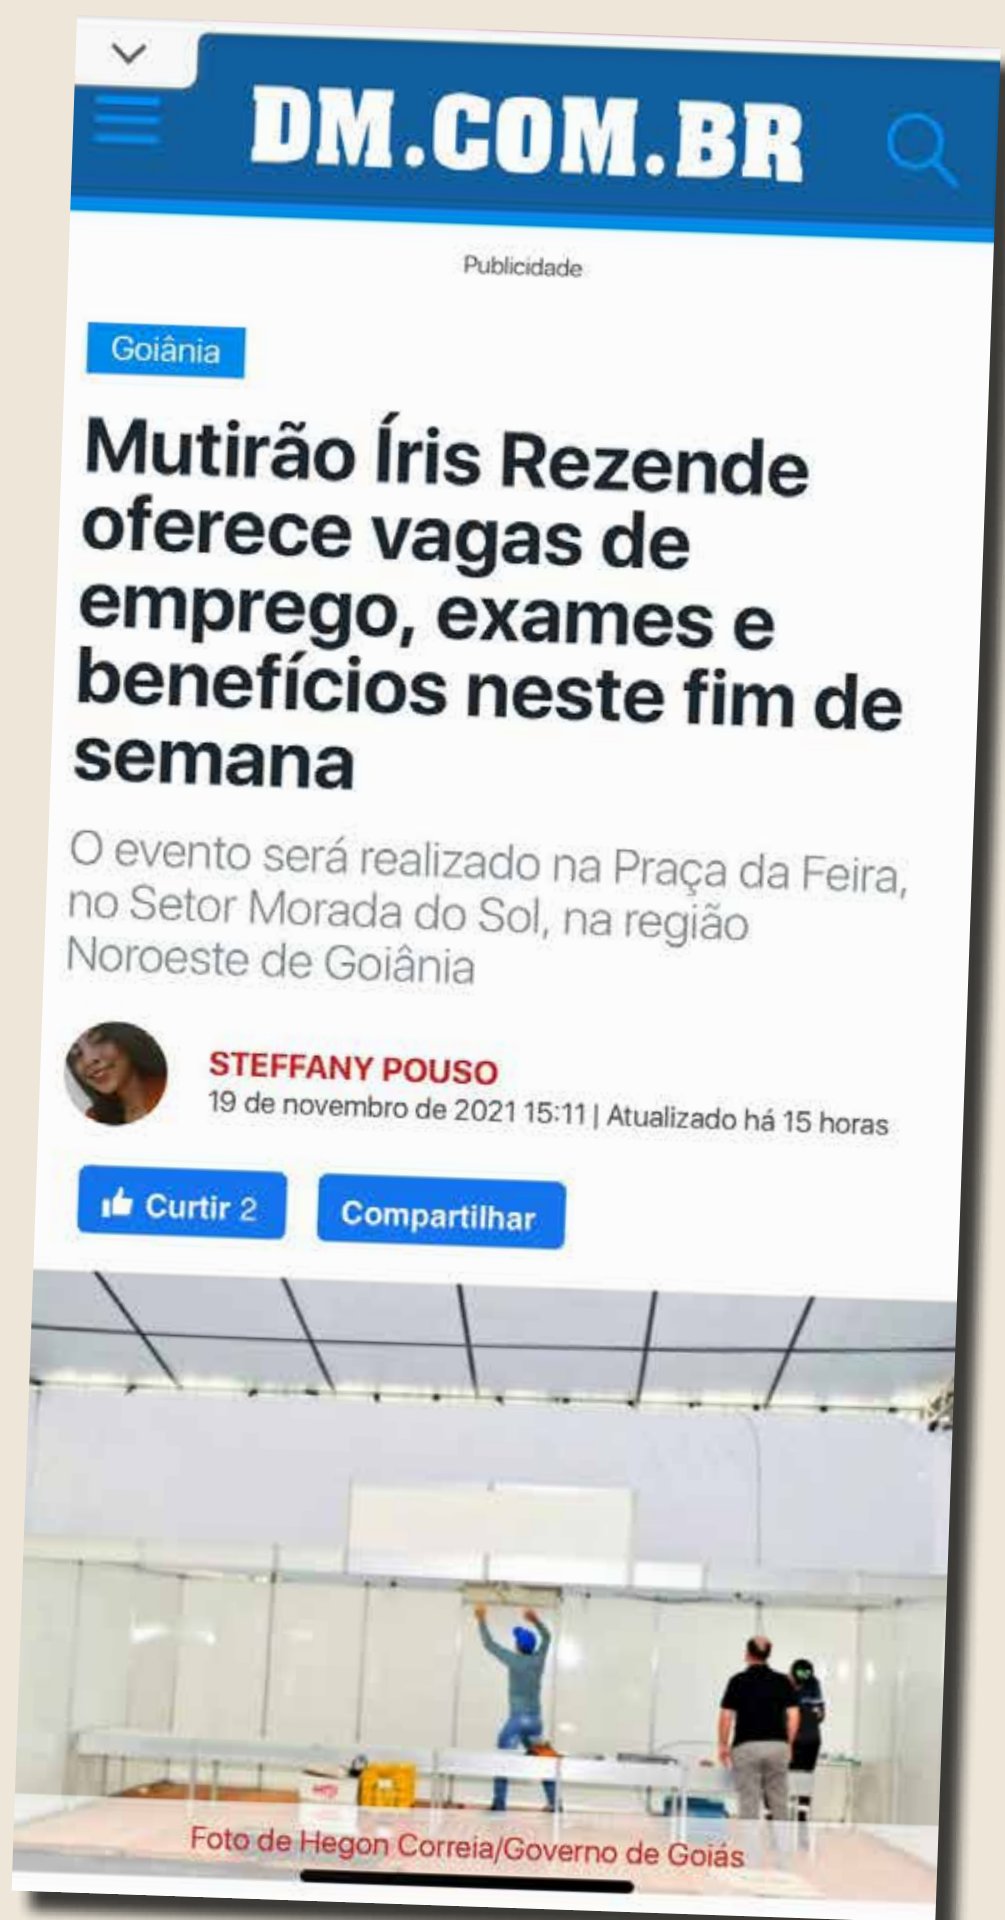 DM.COM.BR
Publicidade
Goiânia
Mutirão Íris Rezende
oferece vagas de
emprego, exames e
benefícios neste fim de
semana
O evento será realizado na Praça da Feira,
no Setor Morada do Sol, na região
Noroeste de Goiânia
STEFFANY POUSO
19 de novembro de 2021 15:11 | Atualizado há 15 horas
Curtir 2
Compartilhar
Foto de Hegon Correia/Governo de Goiás